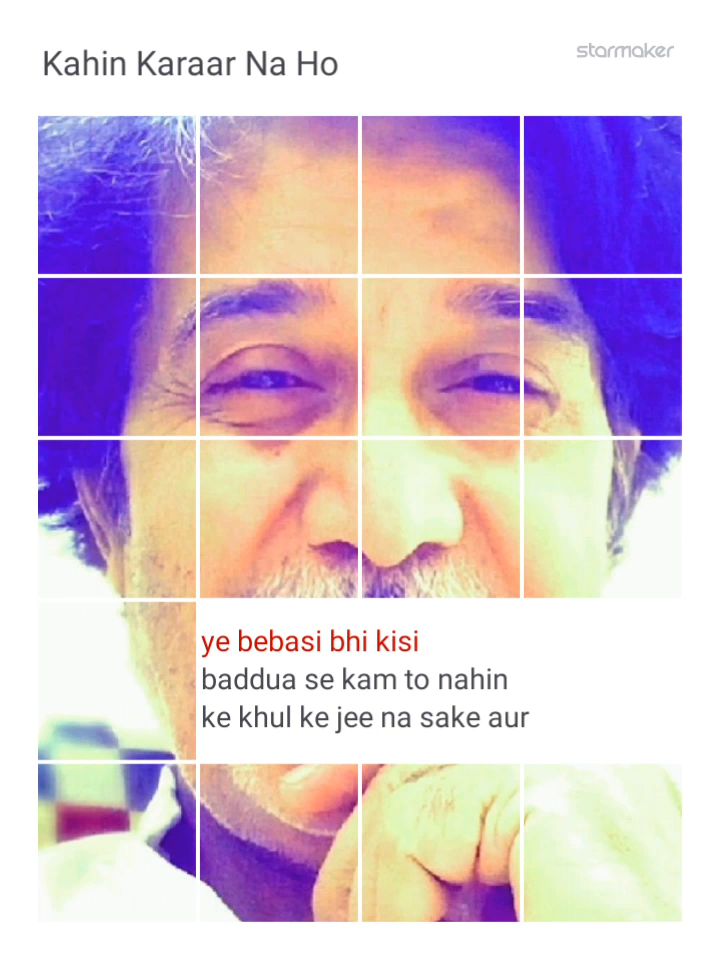 Kahin Karaar Na Ho
starmaker
ye bebasi bhi kisi
baddua se kam to nahin
ke khul ke jee na sake aur